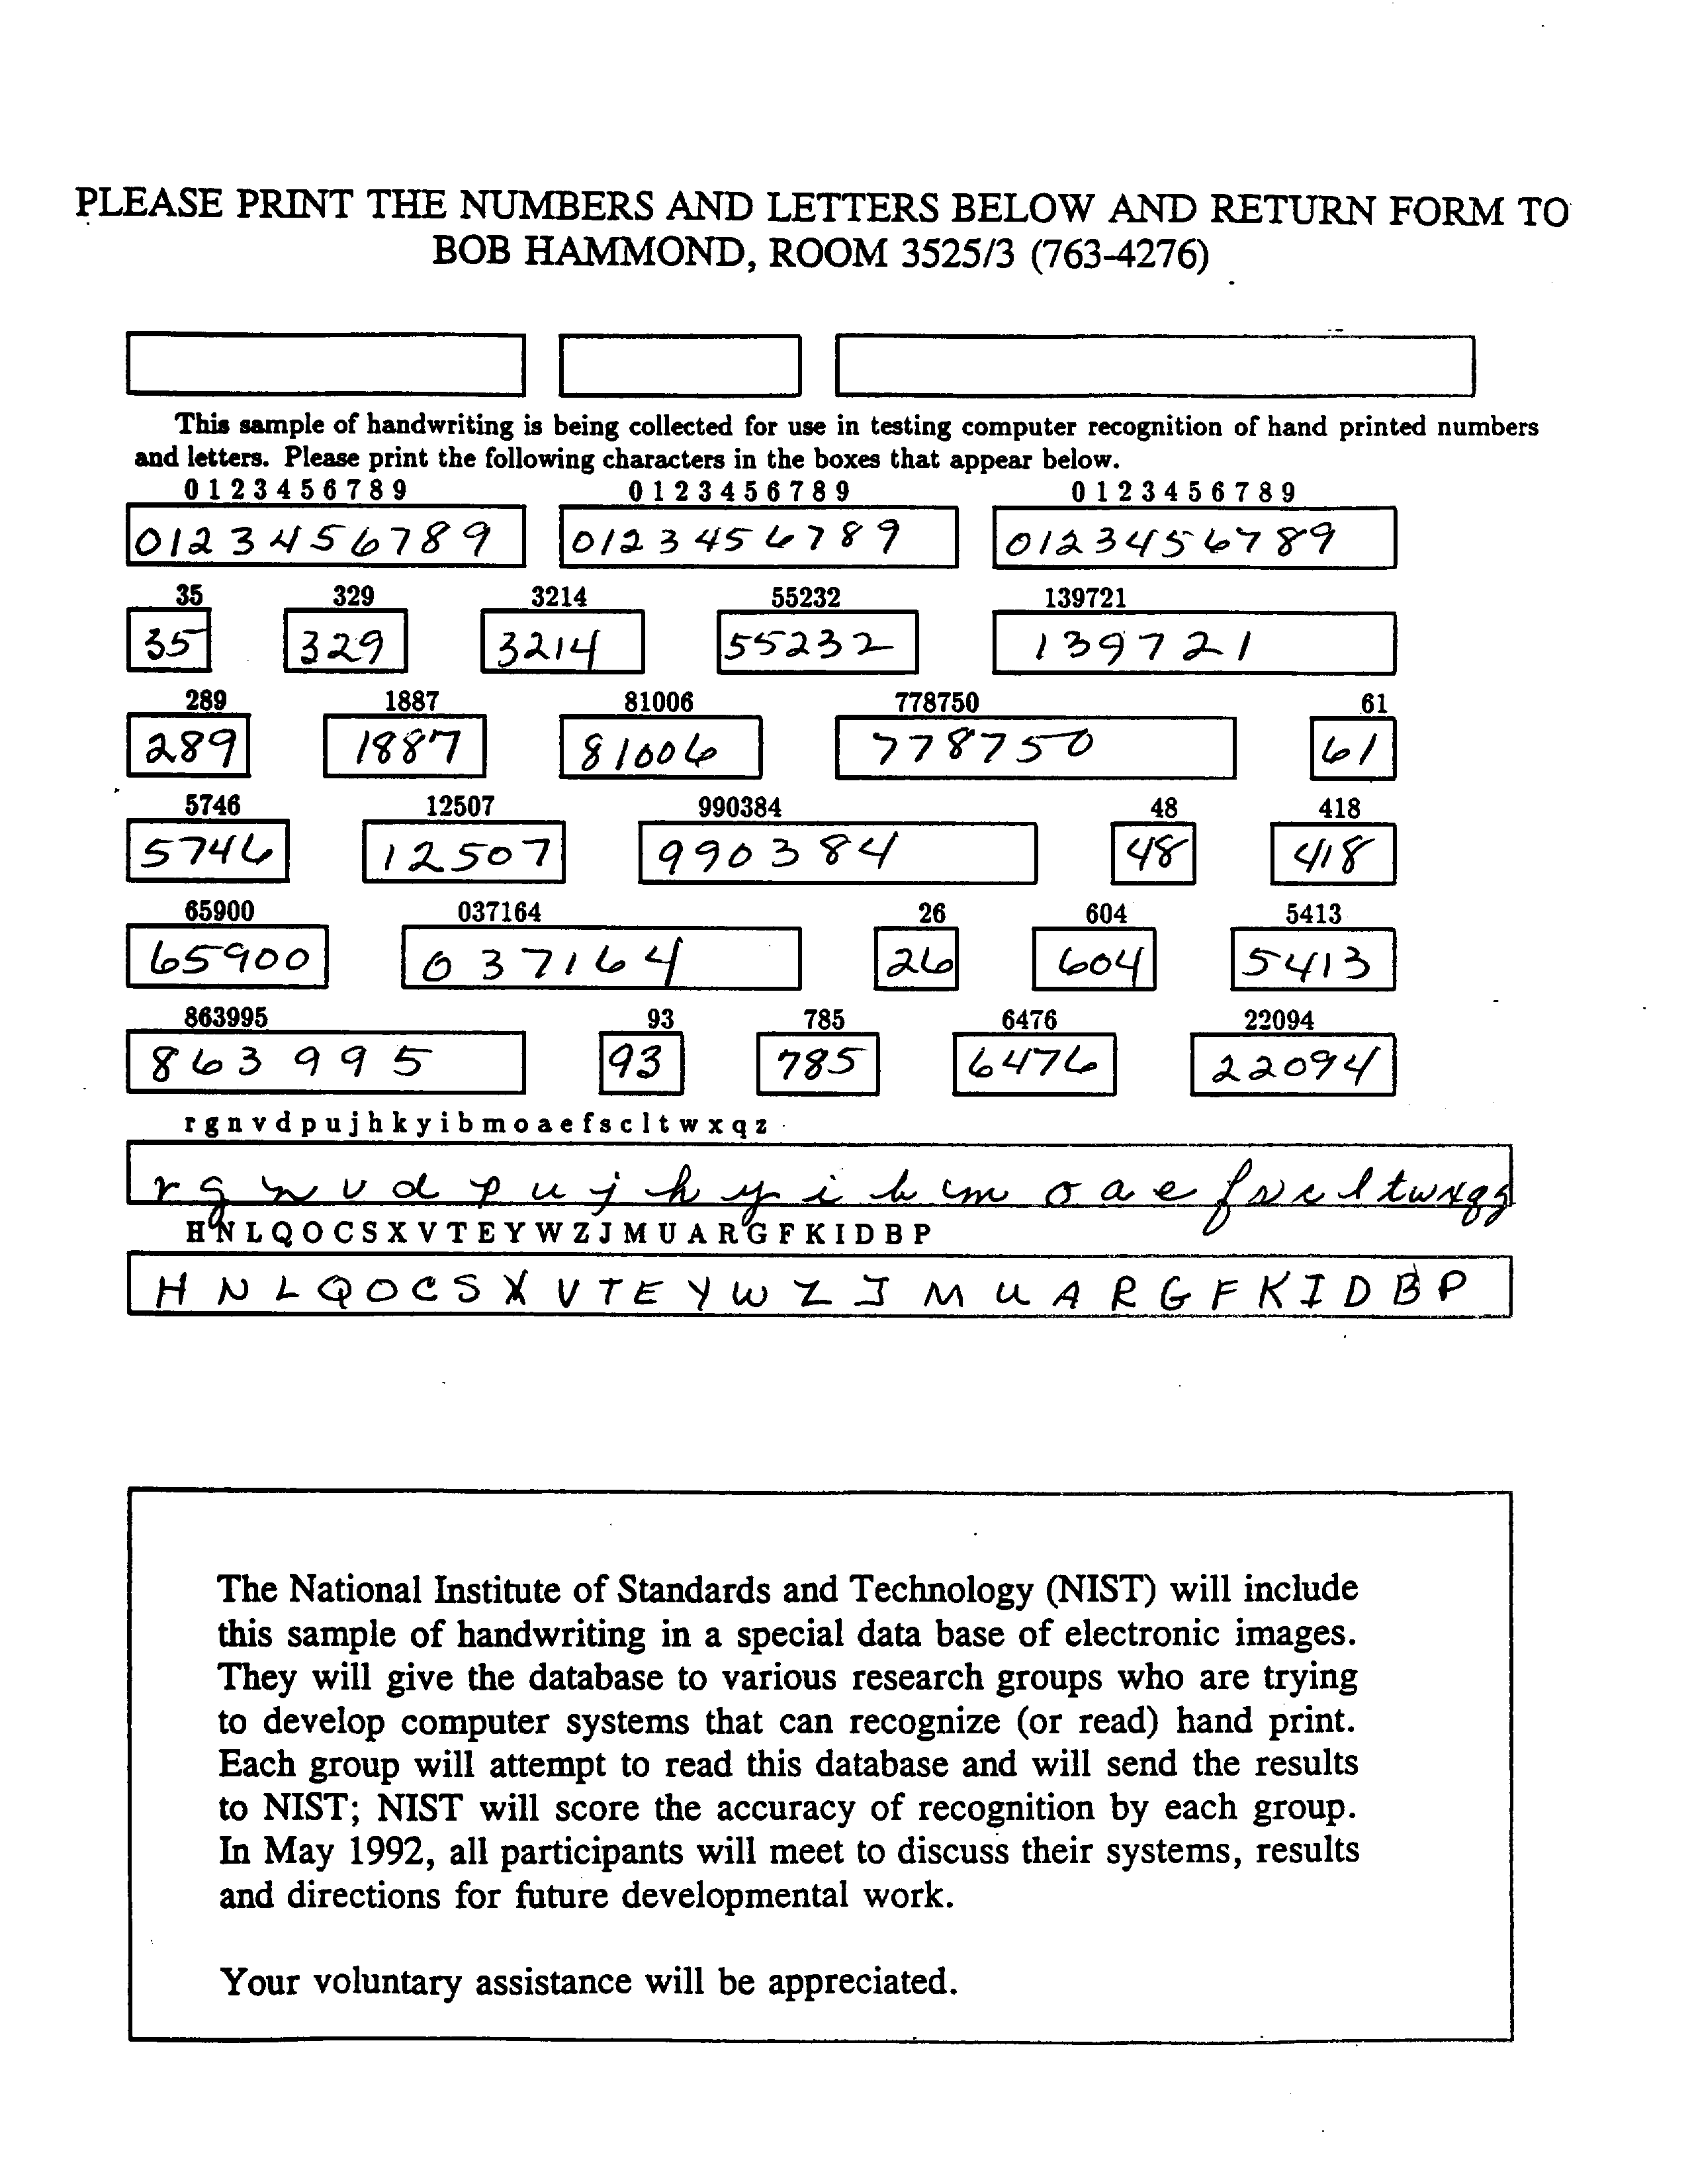 PLEASE PRINT THE NUMBERS AND LETTERS BELOW AND RETURN FORM TO
BOB HAMMOND, ROOM 3525/3 (763-4276)
This sample of handwriting is being collected for use in testing computer recognition of hand printed numbers
and letters. Please print the following characters in the boxes that appear below.
0 1 2 3 4 5 6 7 8 9 0 1 2 3 4 5 6 7 8 9 0 1 2 3 4 5 6 7 8 9
0123456789 0123456789 0123456789
35 329 3214 55232 139721
35 329 3214 55232 139721
289 1887 81006 778750 61
289 1887 81006 778750 61
5746 12507 990384 48 418
5746 12507 990384 48 418
65900 037164 26 604 5413
65900 037164 26 604 5413
863995 93 785 6476 22094
863995 93 785 6476 22094
r g n v d p u j h k y i b m o a e f s c l t w x q z
r g n v d p u j h y i b m o a e f s c l t w x q z
H N L Q O C S X V T E Y W Z J M U A R G F K I D B P
H N L Q O C S X V T E Y W Z J M U A R G F K I D B P
The National Institute of Standards and Technology (NIST) will include
this sample of handwriting in a special data base of electronic images.
They will give the database to various research groups who are trying
to develop computer systems that can recognize (or read) hand print.
Each group will attempt to read this database and will send the results
to NIST; NIST will score the accuracy of recognition by each group.
In May 1992, all participants will meet to discuss their systems, results
and directions for future developmental work.
Your voluntary assistance will be appreciated.